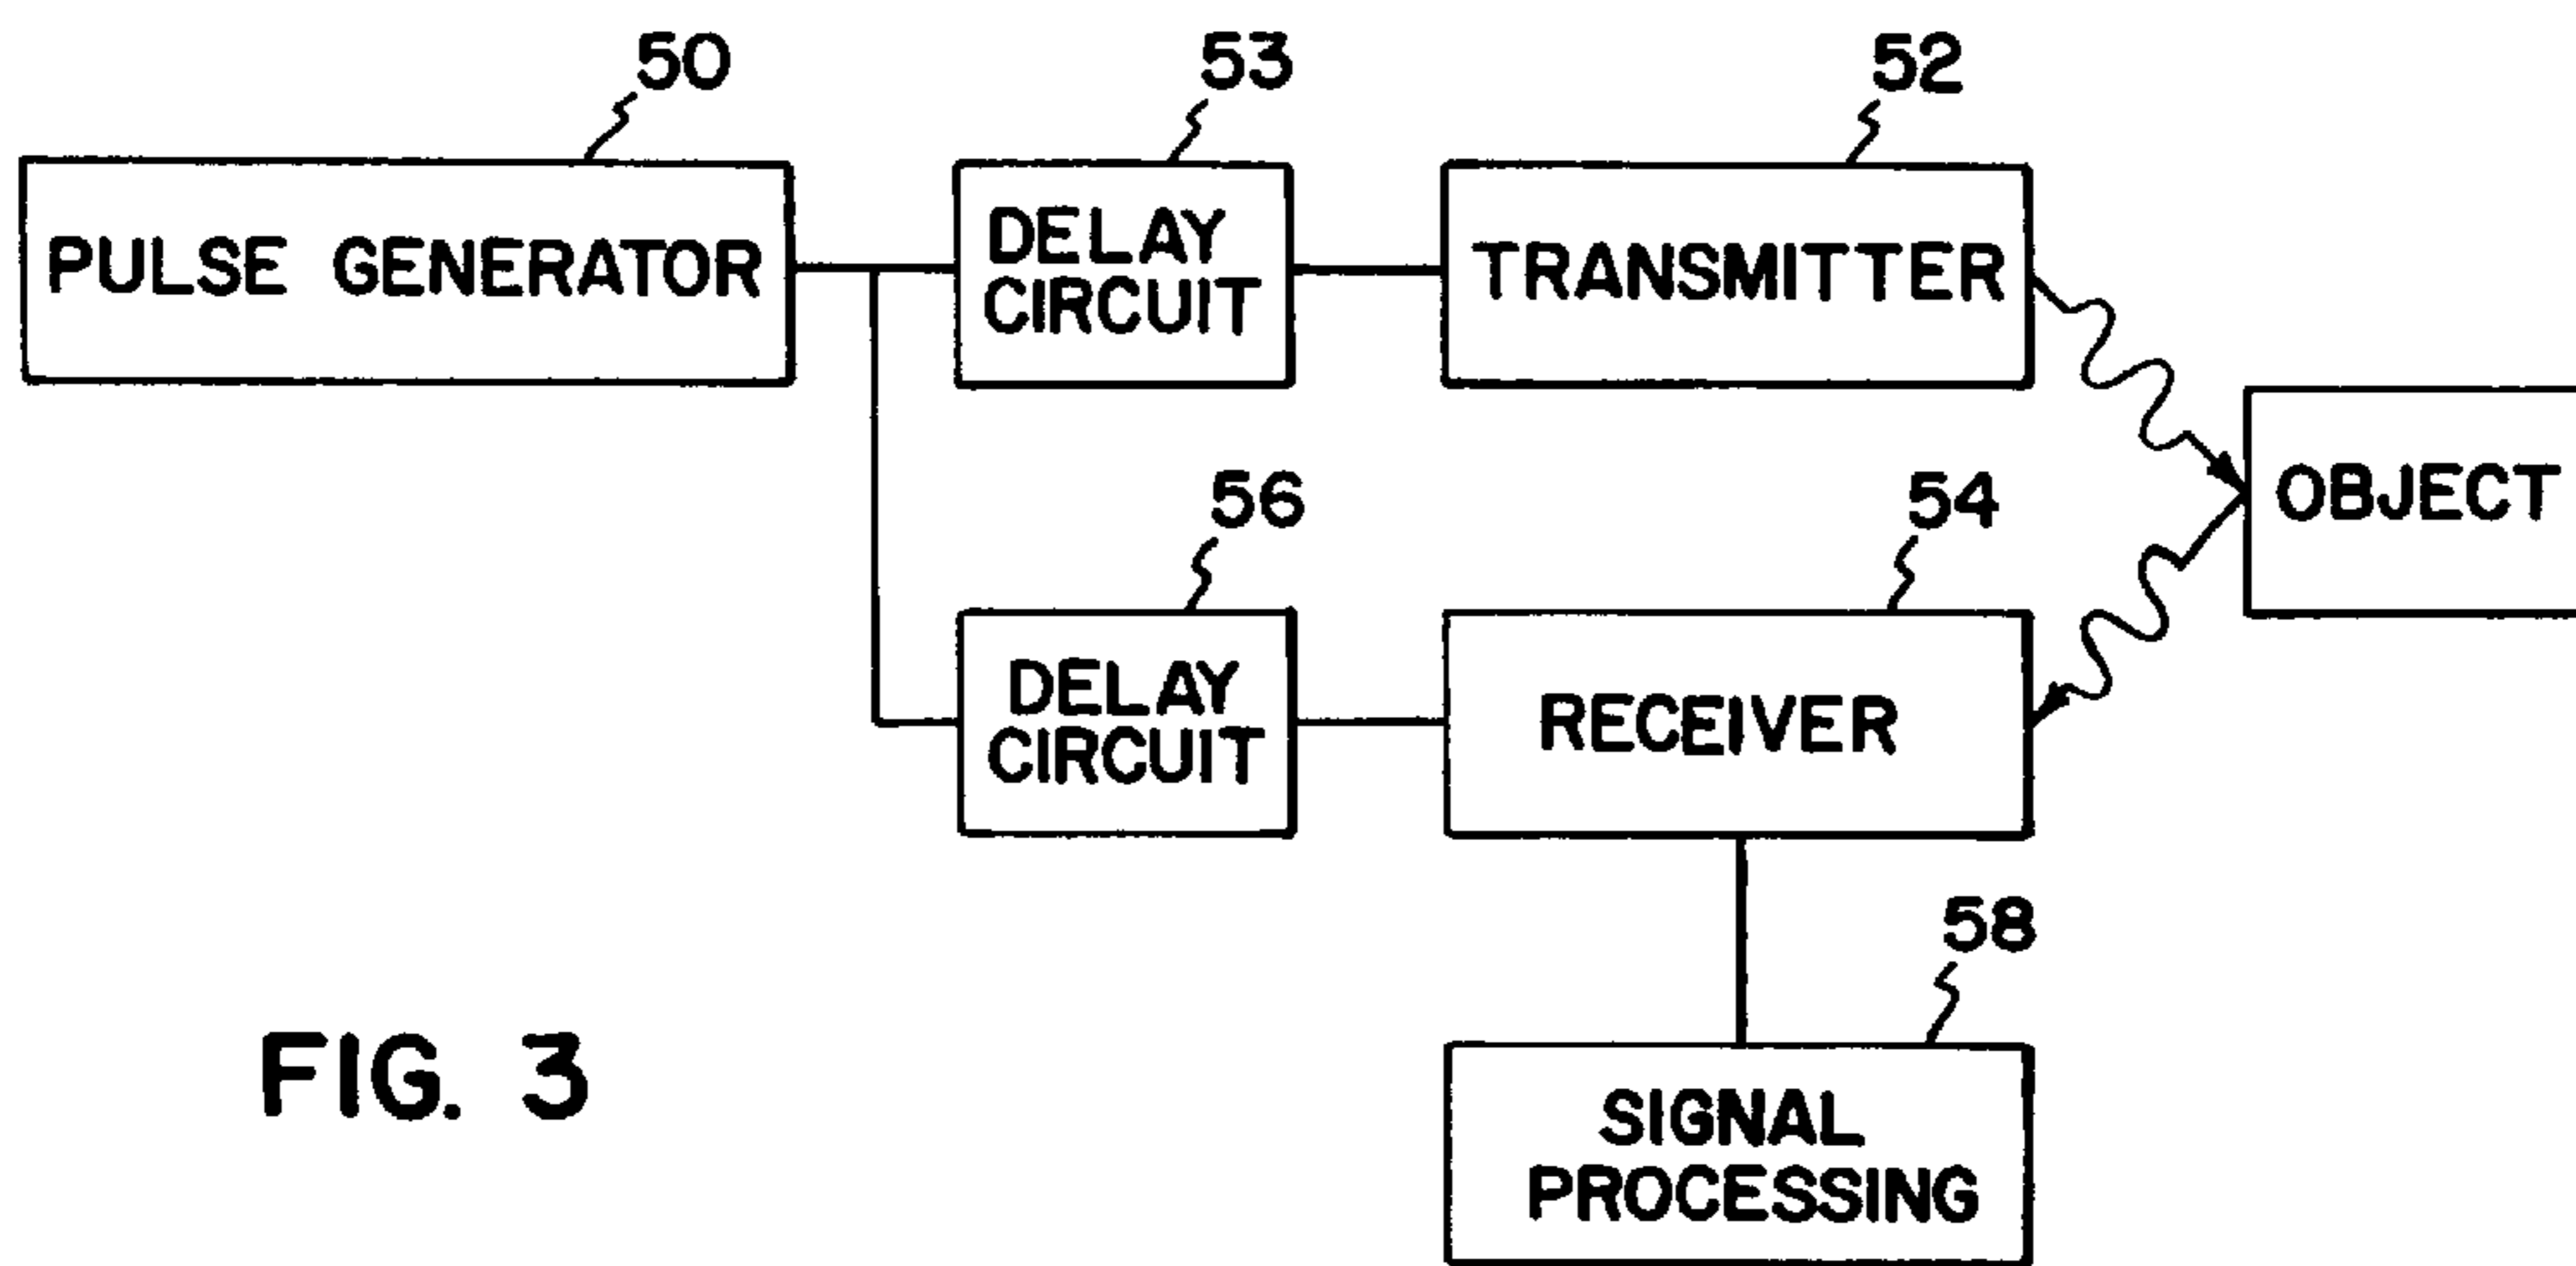 50
53
52
PULSE GENERATOR
DELAY
CIRCUIT
TRANSMITTER
OBJECT
56
54
DELAY
CIRCUIT
RECEIVER
58
SIGNAL
PROCESSING
FIG. 3